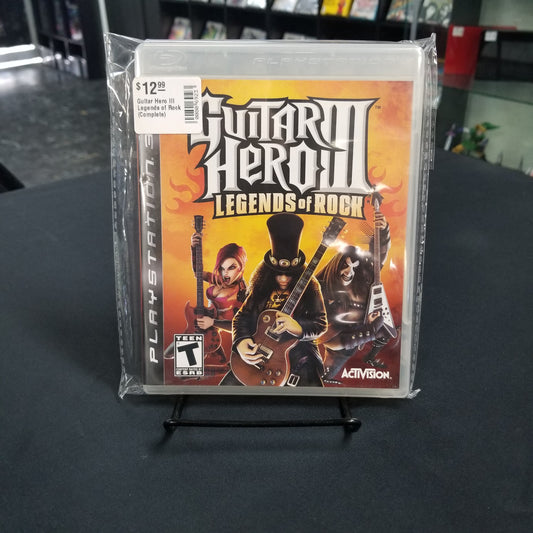 PLAYSTATION
$12.99
Guitar Hero III
Legends of Rock
(Complete)
GUITAR III
HERO
LEGENDS of ROCK
PLAYSTATION 3
TEEN
T
ESRB
ACTIVISION